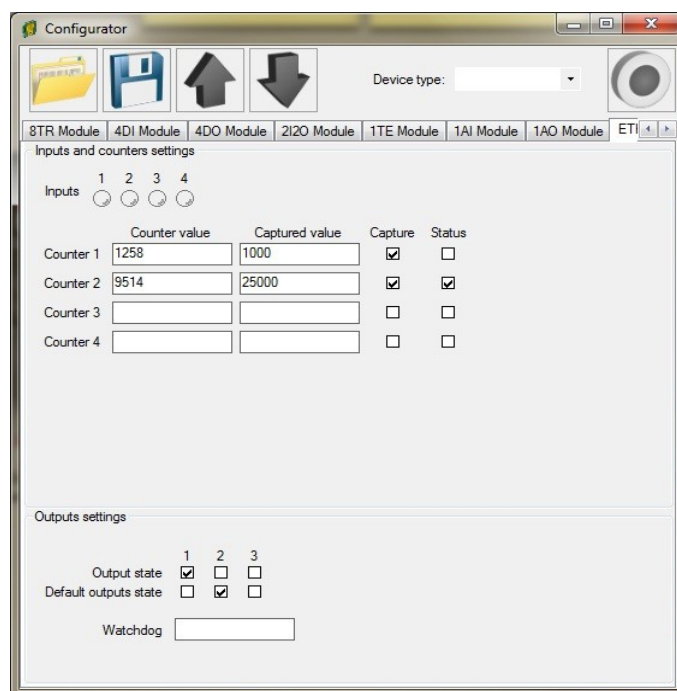 Configurator
Device type:
8TR Module 4DI Module 4DO Module 2I2O Module 1TE Module 1AI Module 1AO Module ET
Inputs and counters settings
1 2 3 4
Inputs
Counter value Captured value Capture Status
Counter 1 1258 1000
Counter 2 9514 25000
Counter 3
Counter 4
Outputs settings
1 2 3
Output state
Default outputs state
Watchdog